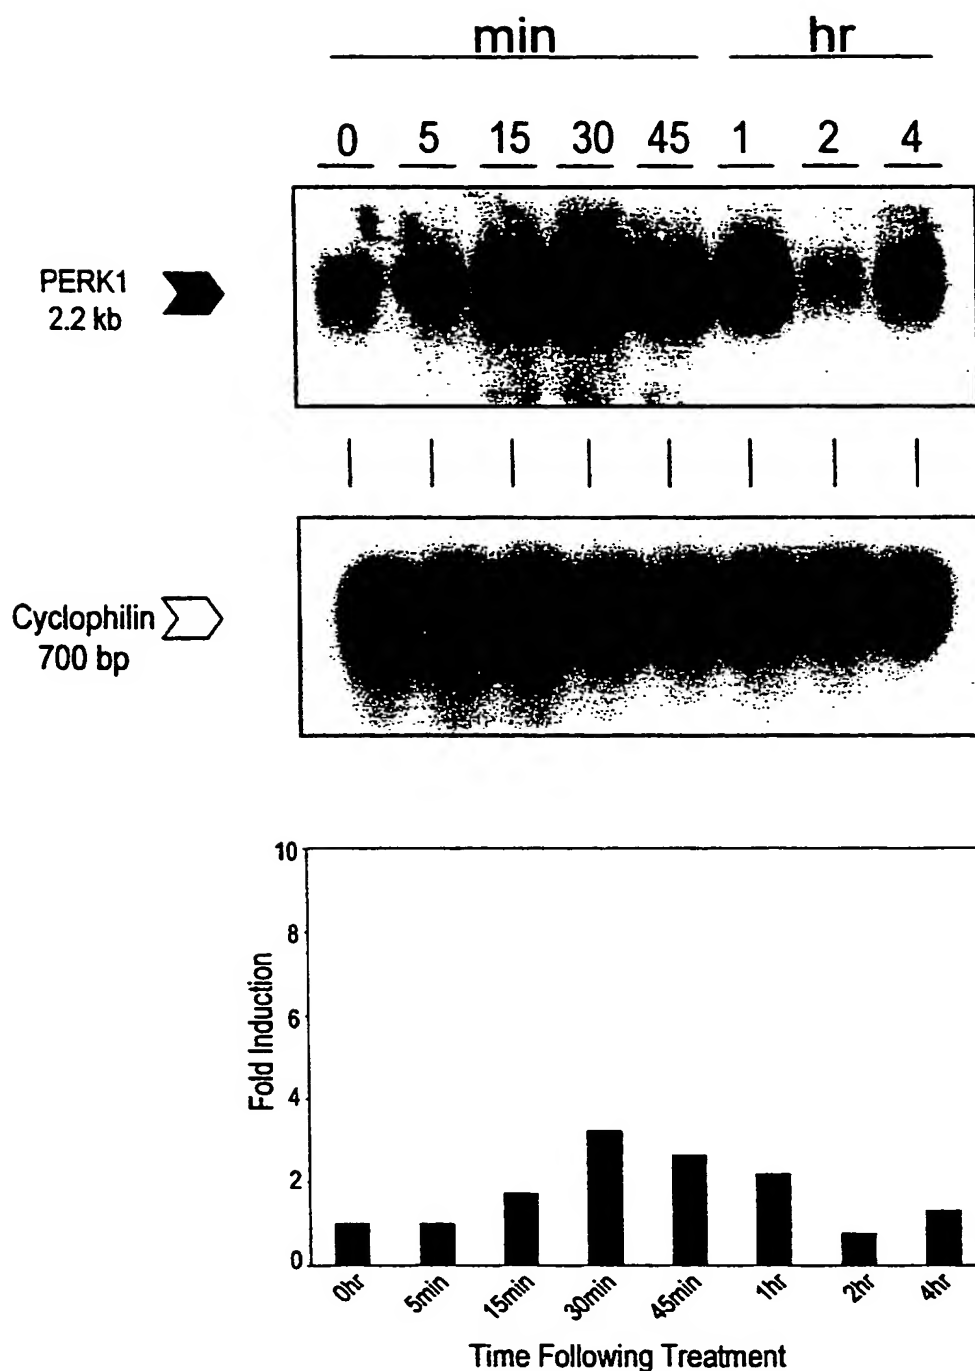 min hr
0 5 15 30 45 1 2 4
PERK1
2.2 kb
Cyclophilin
700 bp
10
8
6
4
2
0
Fold Induction
0hr 5min 15min 30min 45min 1hr 2hr 4hr
Time Following Treatment